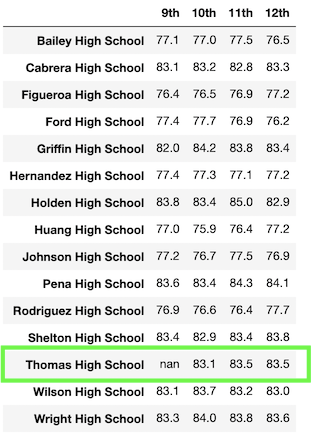 9th 10th 11th 12th
Bailey High School 77.1 77.0 77.5 76.5
Cabrera High School 83.1 83.2 82.8 83.3
Figueroa High School 76.4 76.5 76.9 77.2
Ford High School 77.4 77.7 76.9 76.2
Griffin High School 82.0 84.2 83.8 83.4
Hernandez High School 77.4 77.3 77.1 77.2
Holden High School 83.8 83.4 85.0 82.9
Huang High School 77.0 75.9 76.4 77.2
Johnson High School 77.2 76.7 77.5 76.9
Pena High School 83.6 83.4 84.3 84.1
Rodriguez High School 76.9 76.6 76.4 77.7
Shelton High School 83.4 82.9 83.4 83.8
Thomas High School nan 83.1 83.5 83.5
Wilson High School 83.1 83.7 83.2 83.0
Wright High School 83.3 84.0 83.8 83.6